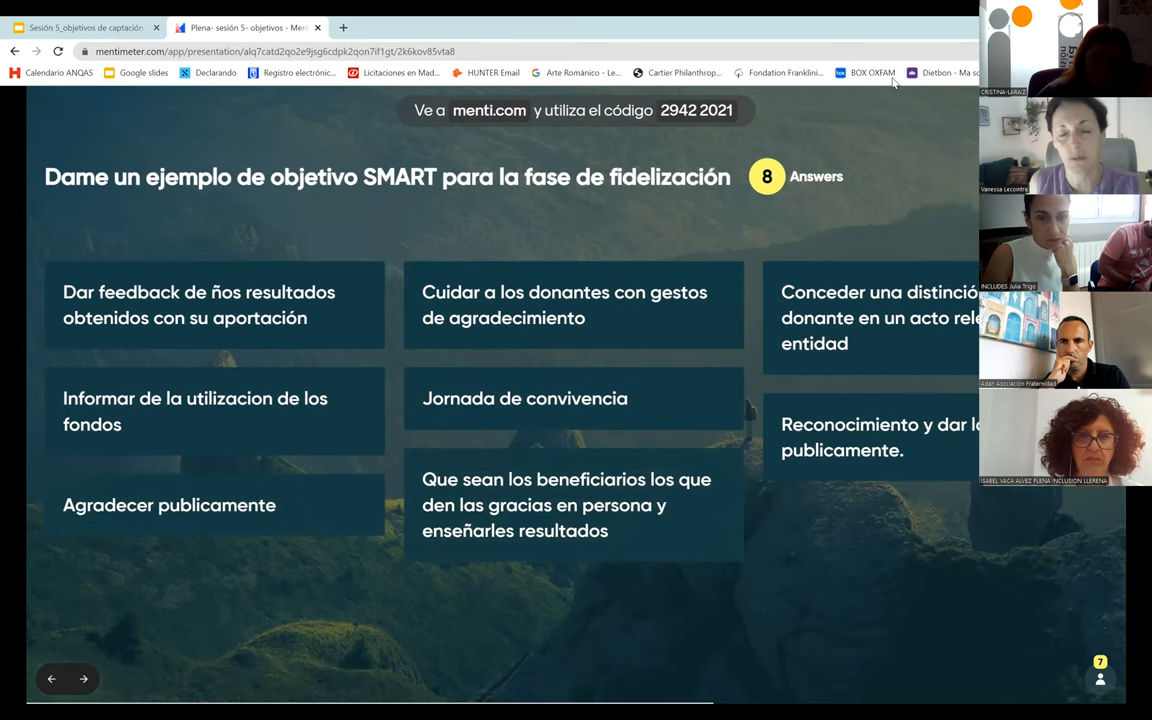 Sesión 5_objetivos de captación
Plena- sesión 5- objetivos - Men
mentimeter.com/app/presentation/alq7catd2qo2e9jsg6cdpk2qon7if1gt/2k6kov85vta8
Calendario ANQAS
Google slides
Declarando
Registro electrónic...
Licitaciones en Mad...
HUNTER Email
Arte Románico - Le...
Cartier Philanthrop...
Fondation Franklini...
BOX OXFAM
Dietbon - Ma so
Ve a menti.com y utiliza el código 2942 2021
Dame un ejemplo de objetivo SMART para la fase de fidelización
8 Answers
Dar feedback de ños resultados
obtenidos con su aportación
Informar de la utilizacion de los
fondos
Agradecer publicamente
Cuidar a los donantes con gestos
de agradecimiento
Jornada de convivencia
Que sean los beneficiarios los que
den las gracias en persona y
enseñarles resultados
Conceder una distinció
donante en un acto rele
entidad
Reconocimiento y dar
publicamente.
CRISTINA-LARAIZ
Vanessa Lecointre
INCLUDES Julia Trigo
Asociación Fraternidad
ISABEL VACA ALVEZ PLENA INCLUSION LLERENA
7